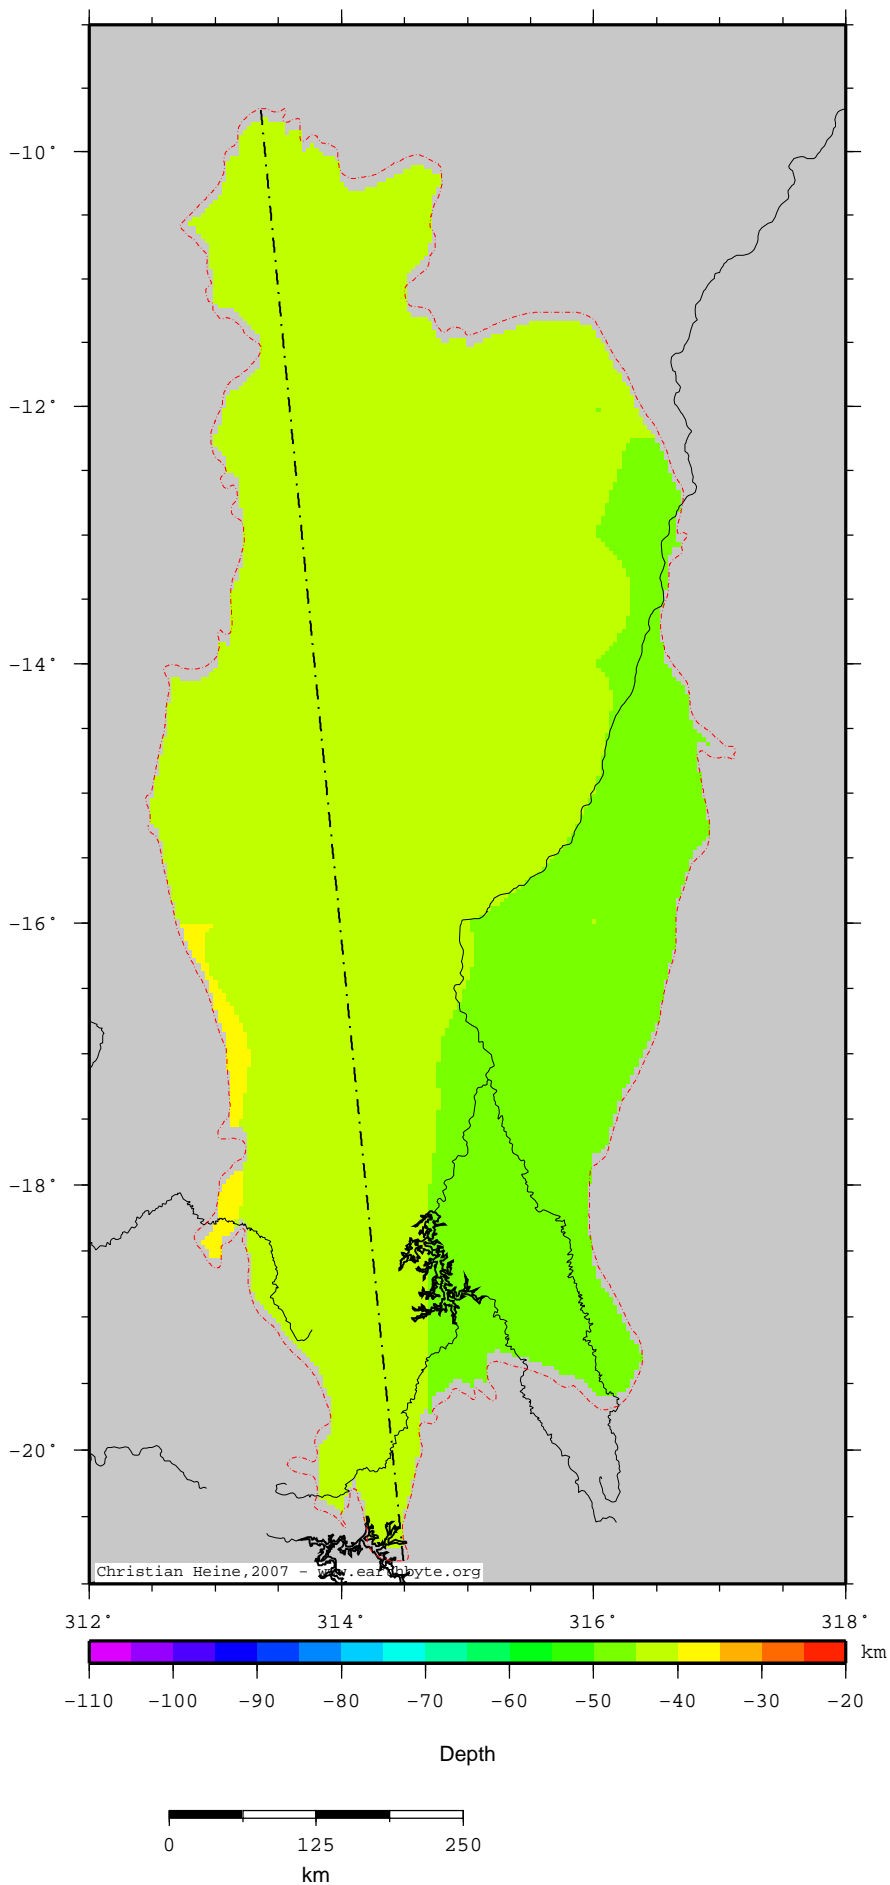 −10°
−12°
−14°
−16°
−18°
−20°
Christian Heine,2007 − www.earthbyte.org
312° 314° 316° 318°
km
−110 −100 −90 −80 −70 −60 −50 −40 −30 −20
Depth
0 125 250
km